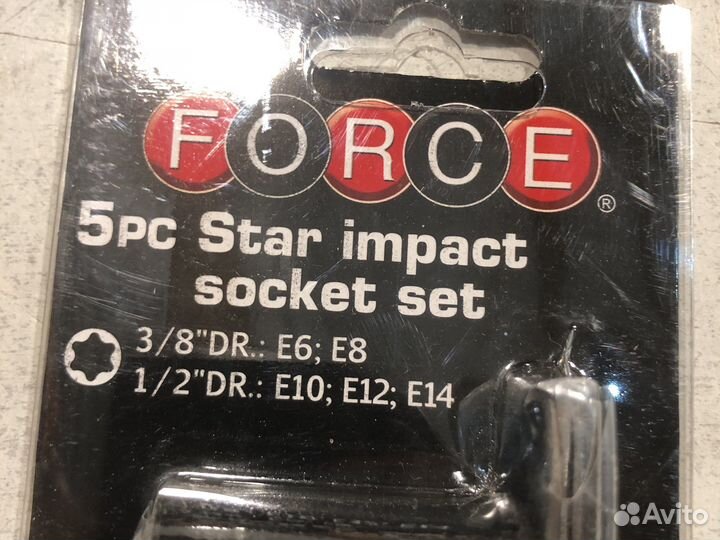 FORCE®
5PC Star impact
socket set
3/8"DR.: E6; E8
1/2"DR.: E10; E12; E14
Avito